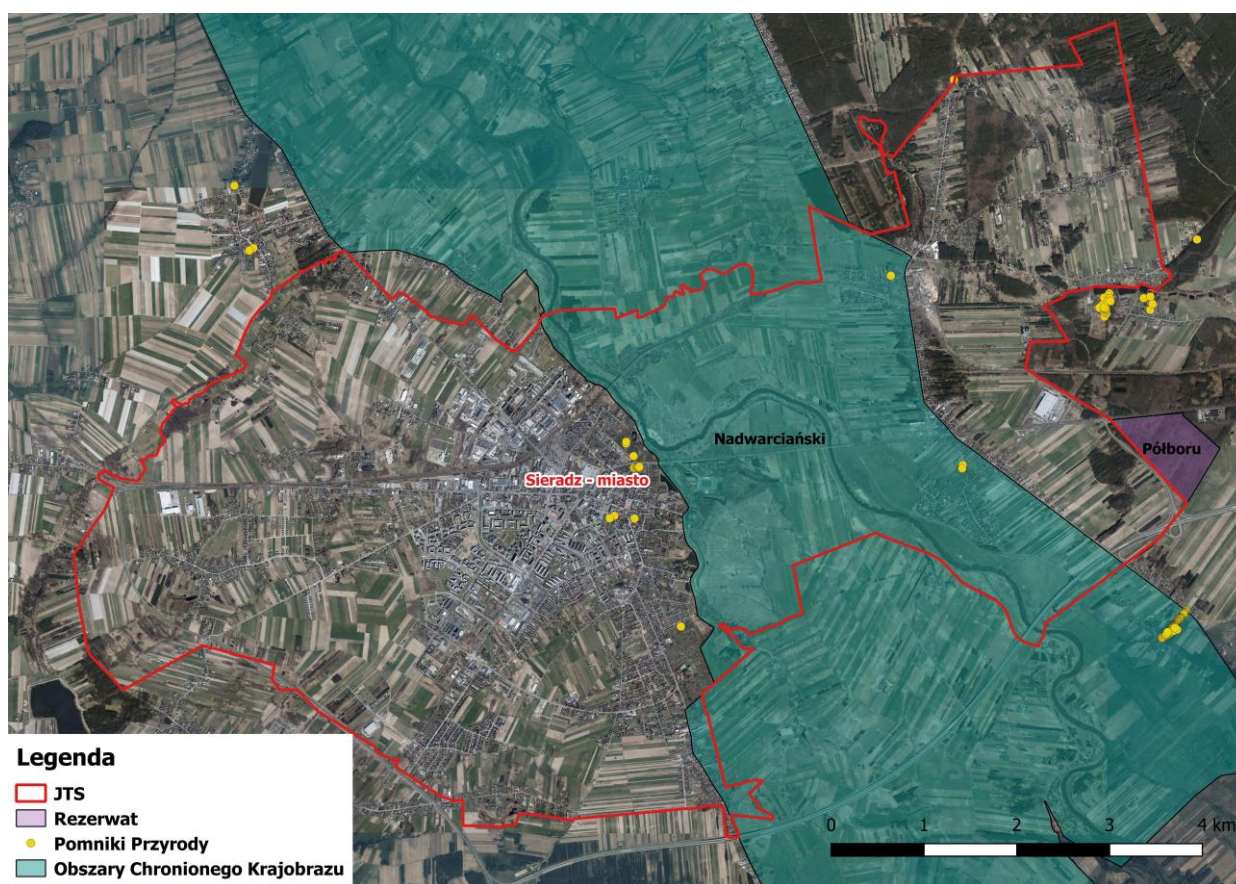 Nadwarciański
Półboru
Sieradz - miasto
Legenda
JTS
Rezerwat
Pomniki Przyrody
Obszary Chronionego Krajobrazu
0 1 2 3 4 km